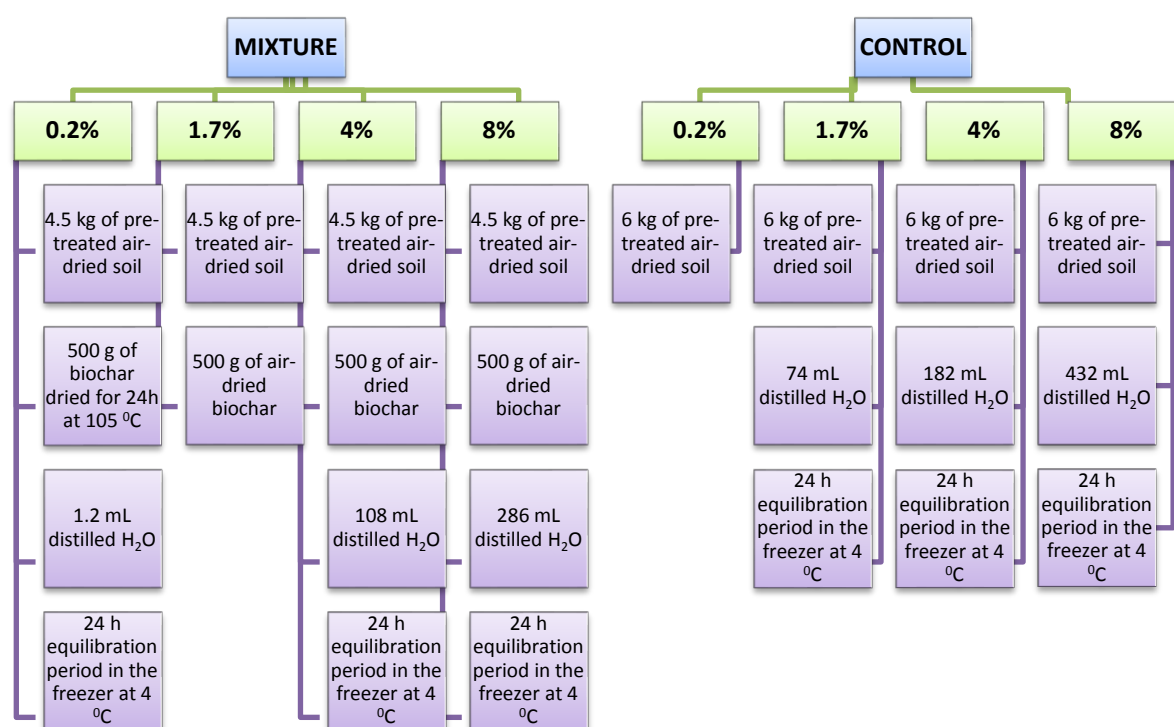 MIXTURE
0.2%
1.7%
4%
8%
4.5 kg of pre-
treated air-
dried soil
4.5 kg of pre-
treated air-
dried soil
4.5 kg of pre-
treated air-
dried soil
4.5 kg of pre-
treated air-
dried soil
500 g of
biochar
dried for 24h
at 105 ⁰C
500 g of air-
dried
biochar
500 g of air-
dried
biochar
500 g of air-
dried
biochar
1.2 mL
distilled H₂O
108 mL
distilled H₂O
286 mL
distilled H₂O
24 h
equilibration
period in the
freezer at 4
⁰C
24 h
equilibration
period in the
freezer at 4
⁰C
24 h
equilibration
period in the
freezer at 4
⁰C
CONTROL
0.2%
1.7%
4%
8%
6 kg of pre-
treated air-
dried soil
6 kg of pre-
treated air-
dried soil
6 kg of pre-
treated air-
dried soil
6 kg of pre-
treated air-
dried soil
74 mL
distilled H₂O
182 mL
distilled H₂O
432 mL
distilled H₂O
24 h
equilibration
period in the
freezer at 4
⁰C
24 h
equilibration
period in the
freezer at 4
⁰C
24 h
equilibration
period in the
freezer at 4
⁰C